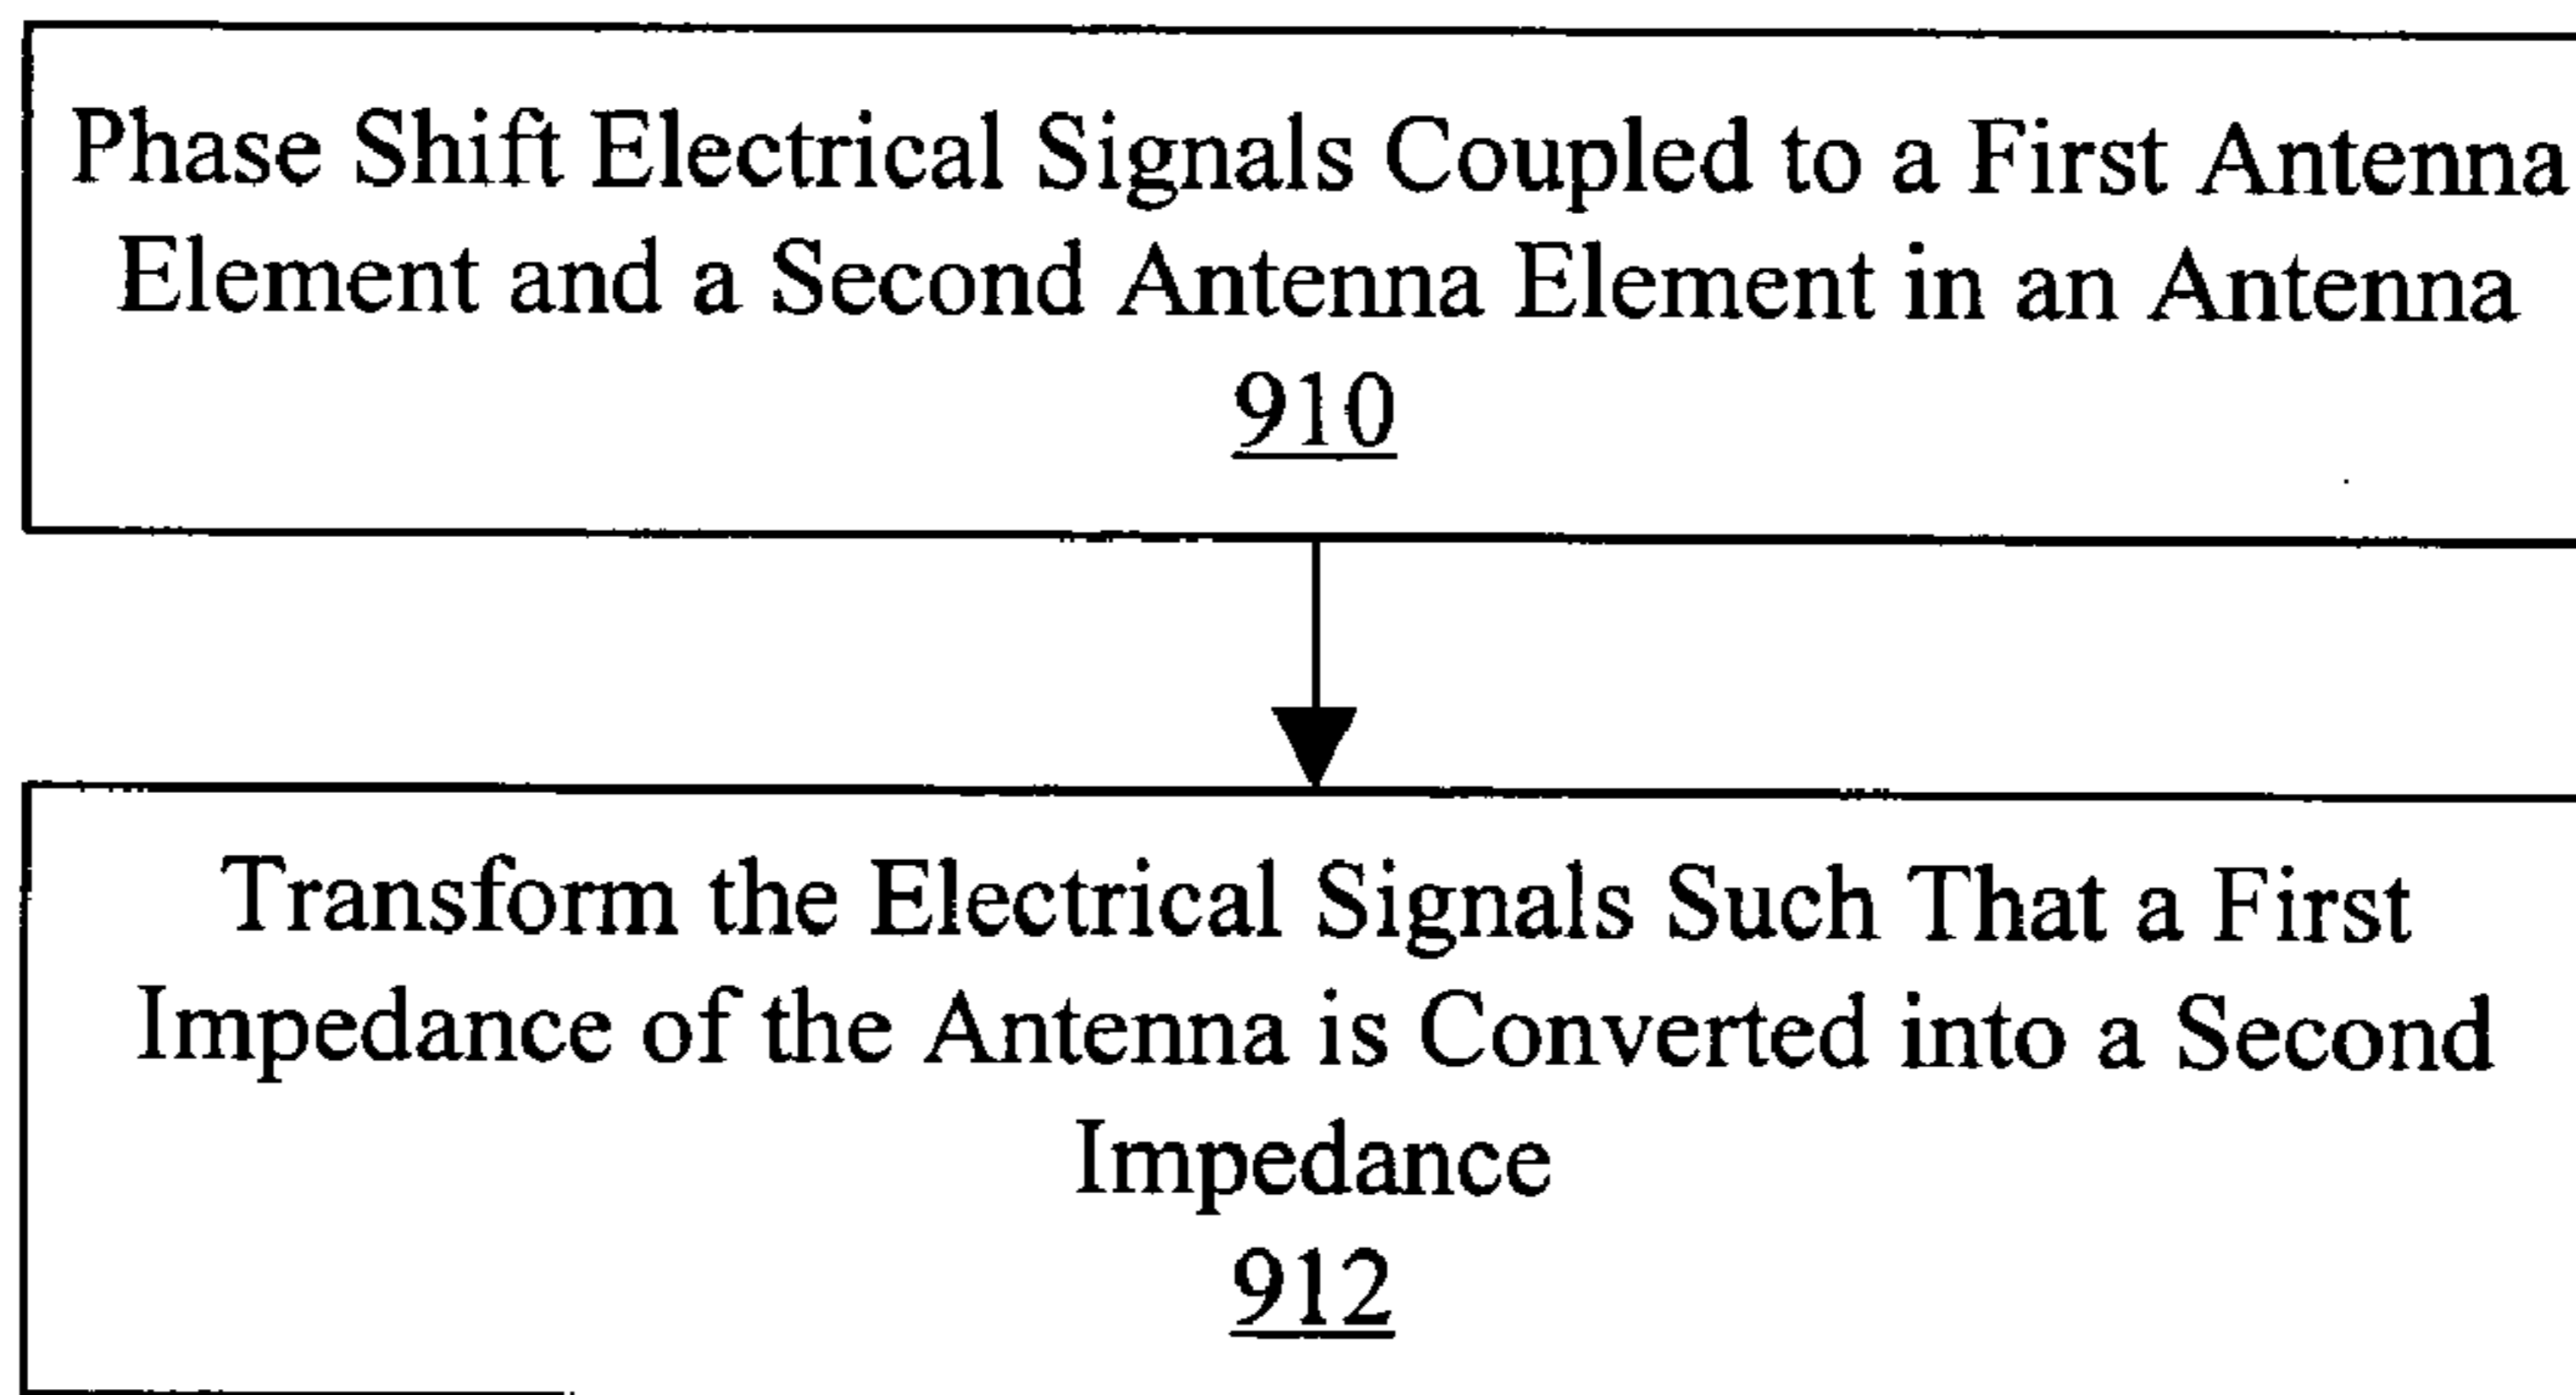 Phase Shift Electrical Signals Coupled to a First Antenna
Element and a Second Antenna Element in an Antenna
910
Transform the Electrical Signals Such That a First
Impedance of the Antenna is Converted into a Second
Impedance
912